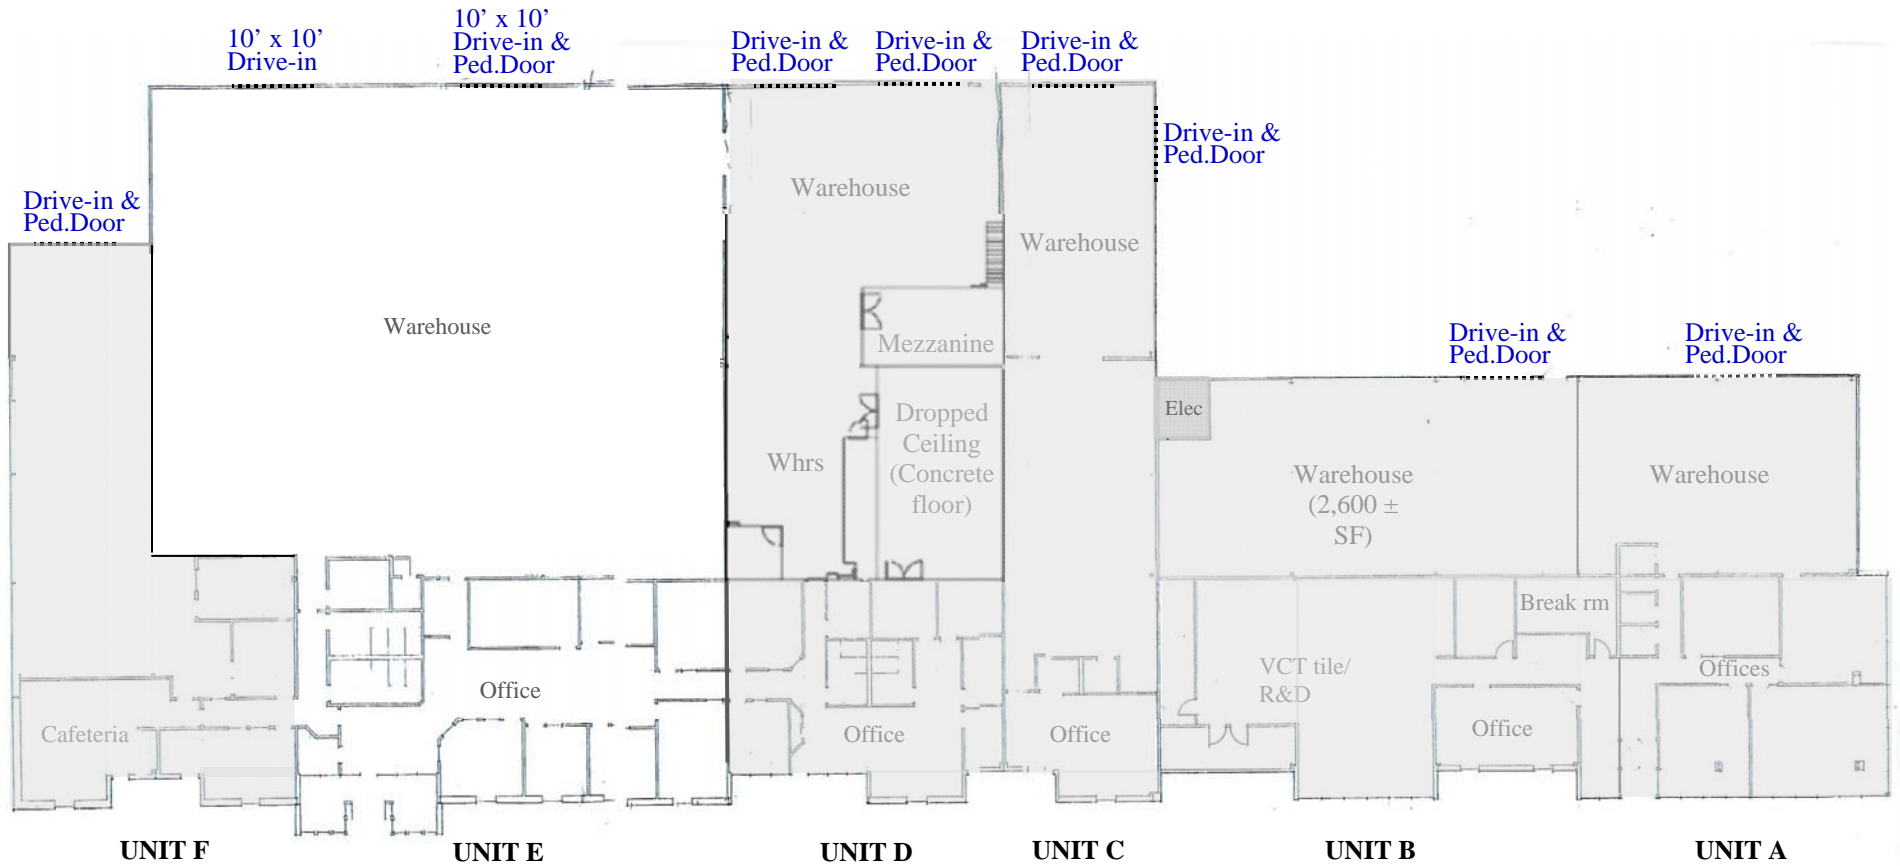 10’ x 10’
Drive-in
10’ x 10’
Drive-in &
Ped.Door
Drive-in &
Ped.Door
Drive-in &
Ped.Door
Drive-in &
Ped.Door
Drive-in &
Ped.Door
Drive-in &
Ped.Door
Warehouse
Warehouse
Warehouse
Mezzanine
Drive-in &
Ped.Door
Drive-in &
Ped.Door
Elec
Dropped
Ceiling
(Concrete
floor)
Whrs
Warehouse
(2,600 ±
SF)
Warehouse
Break rm
VCT tile/
R&D
Offices
Office
Cafeteria
Office
Office
Office
UNIT F
UNIT E
UNIT D
UNIT C
UNIT B
UNIT A